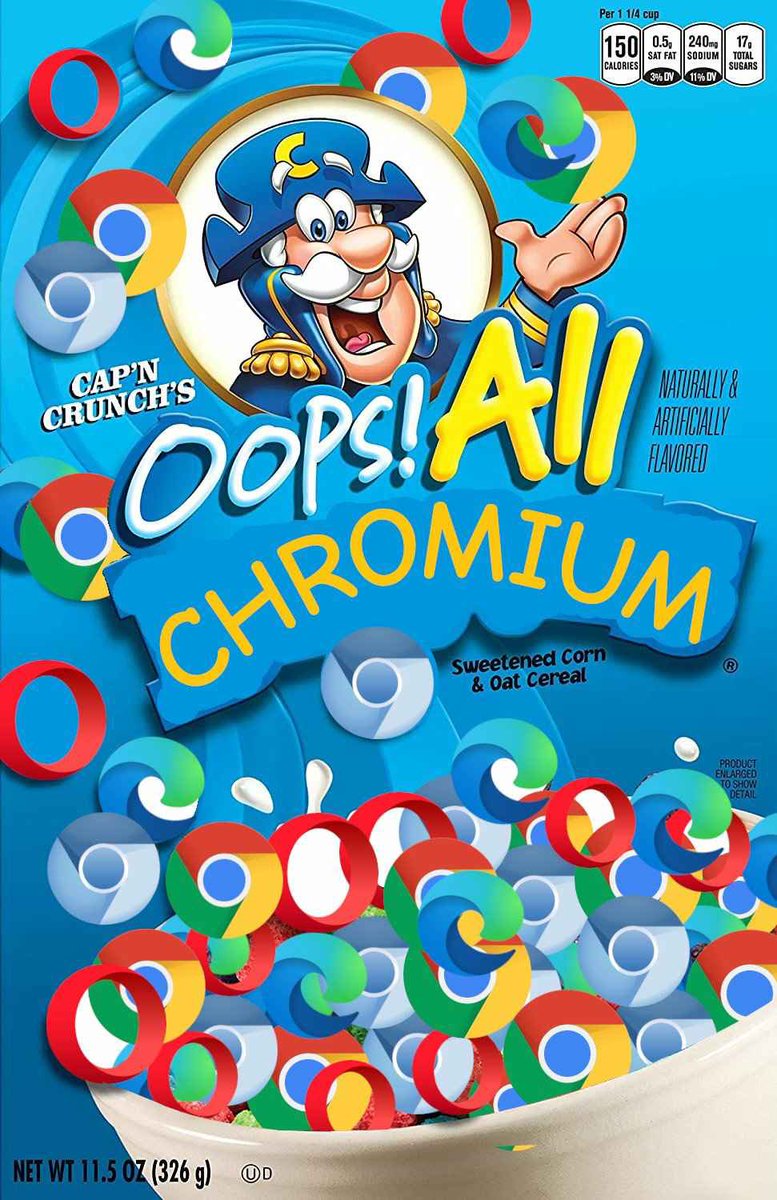 Per 1 1/4 cup
150 CALORIES
0.5g SAT FAT 3% DV
240mg SODIUM 11% DV
17g TOTAL SUGARS
C
CAP'N
CRUNCH'S
OOPS! All
NATURALLY &
ARTIFICIALLY
FLAVORED
CHROMIUM
Sweetened Corn
& Oat Cereal
®
PRODUCT
ENLARGED
TO SHOW
DETAIL
NET WT 11.5 OZ (326 g) Ⓤ D